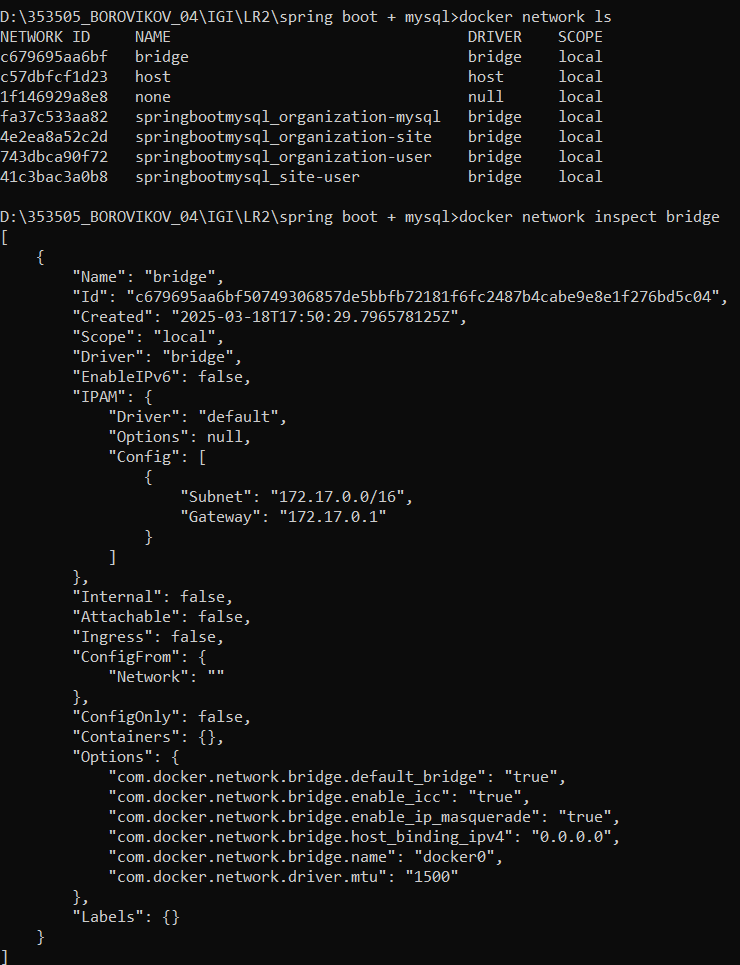 D:\353505_BOROVIKOV_04\IGI\LR2\spring boot + mysql>docker network ls
NETWORK ID     NAME                                 DRIVER    SCOPE
c679695aa6bf   bridge                               bridge    local
c57dbfcf1d23   host                                 host      local
1f146929a8e8   none                                 null      local
fa37c533aa82   springbootmysql_organization-mysql   bridge    local
4e2ea8a52c2d   springbootmysql_organization-site    bridge    local
743dbca90f72   springbootmysql_organization-user    bridge    local
41c3bac3a0b8   springbootmysql_site-user            bridge    local

D:\353505_BOROVIKOV_04\IGI\LR2\spring boot + mysql>docker network inspect bridge
[
    {
        "Name": "bridge",
        "Id": "c679695aa6bf50749306857de5bbfb72181f6fc2487b4cabe9e8e1f276bd5c04",
        "Created": "2025-03-18T17:50:29.796578125Z",
        "Scope": "local",
        "Driver": "bridge",
        "EnableIPv6": false,
        "IPAM": {
            "Driver": "default",
            "Options": null,
            "Config": [
                {
                    "Subnet": "172.17.0.0/16",
                    "Gateway": "172.17.0.1"
                }
            ]
        },
        "Internal": false,
        "Attachable": false,
        "Ingress": false,
        "ConfigFrom": {
            "Network": ""
        },
        "ConfigOnly": false,
        "Containers": {},
        "Options": {
            "com.docker.network.bridge.default_bridge": "true",
            "com.docker.network.bridge.enable_icc": "true",
            "com.docker.network.bridge.enable_ip_masquerade": "true",
            "com.docker.network.bridge.host_binding_ipv4": "0.0.0.0",
            "com.docker.network.bridge.name": "docker0",
            "com.docker.network.driver.mtu": "1500"
        },
        "Labels": {}
    }
]